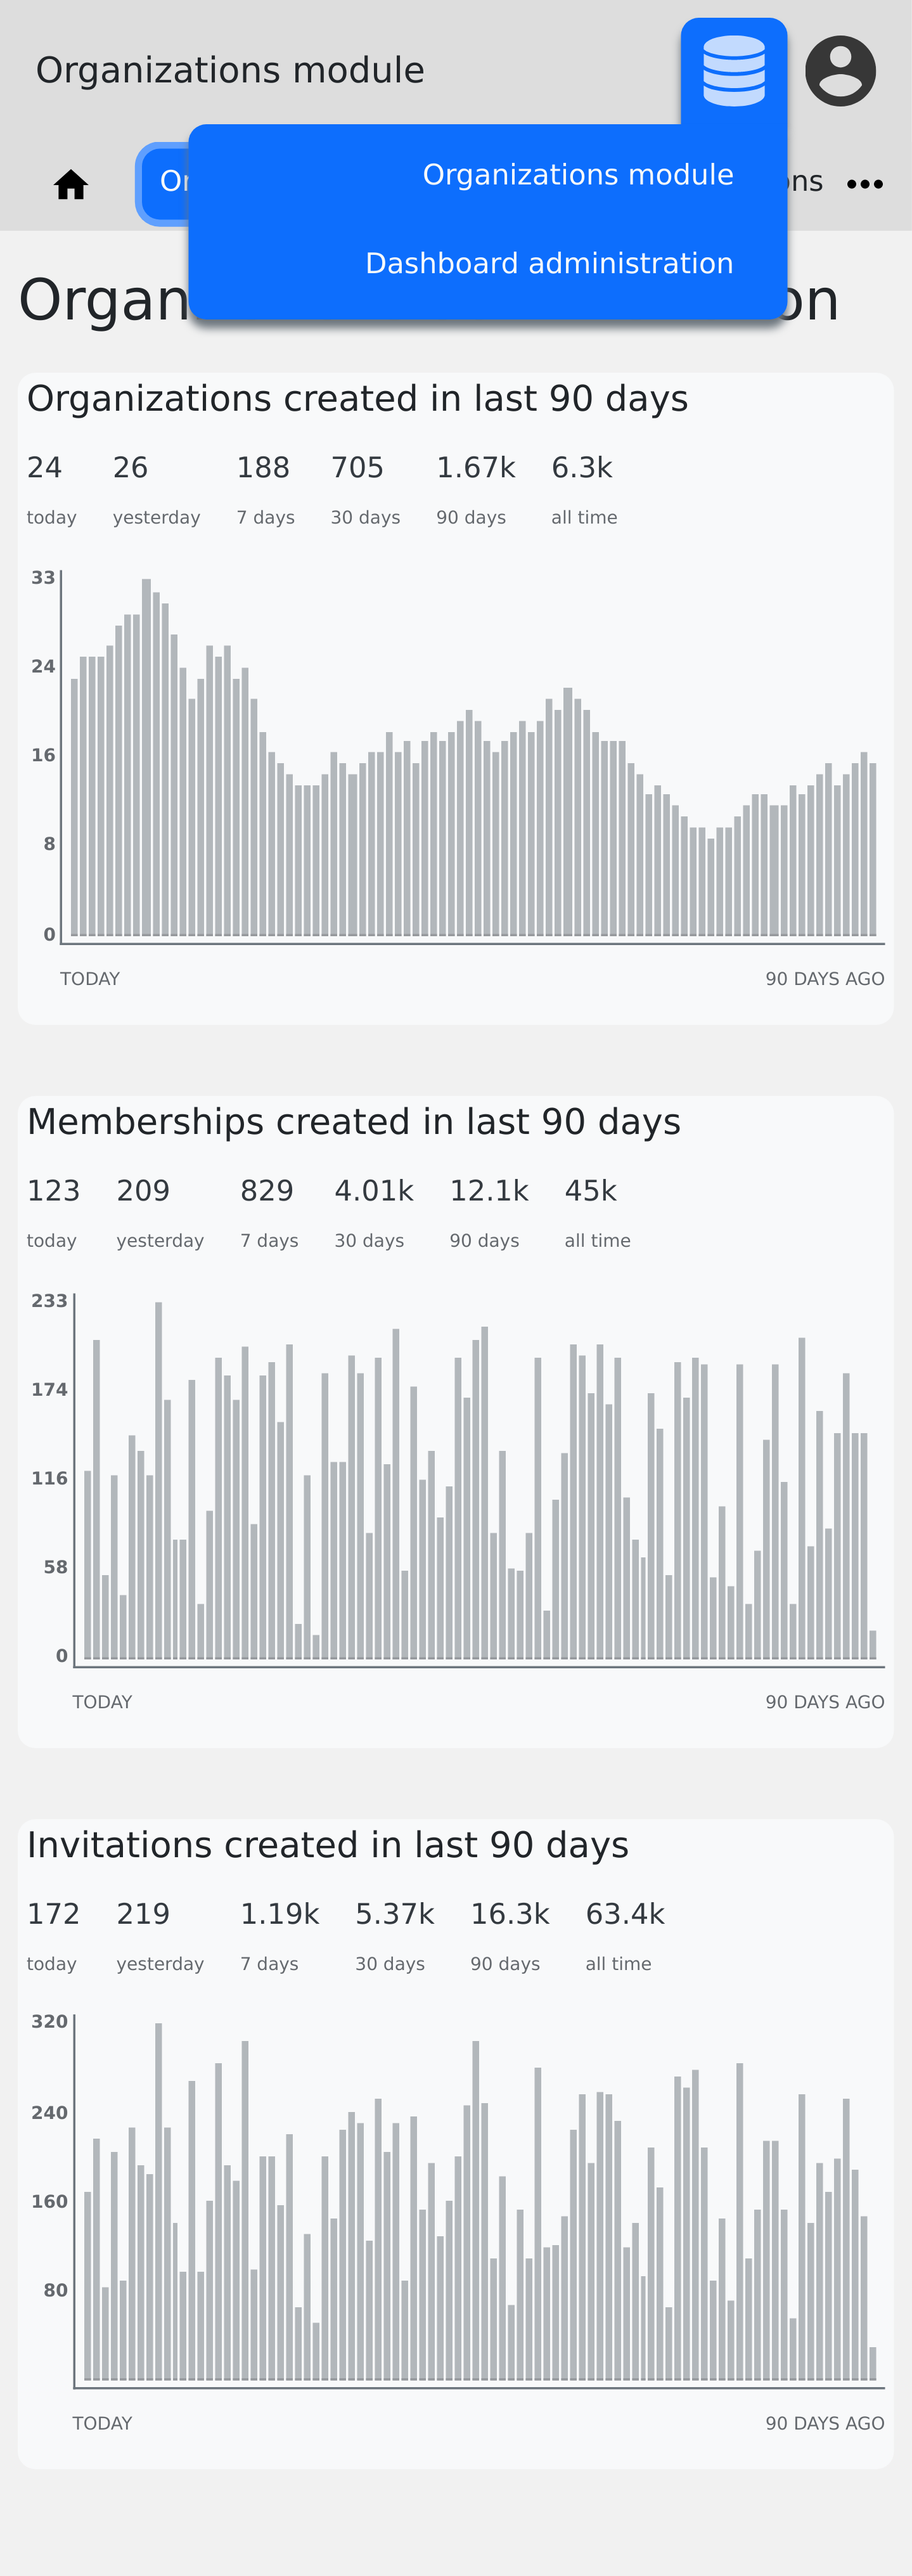 Organizations module
Or
Organizations module
ns
Dashboard administration
Organ
on
Organizations created in last 90 days
24 26 188 705 1.67k 6.3k
today yesterday 7 days 30 days 90 days all time
33
24
16
8
0
TODAY 90 DAYS AGO
Memberships created in last 90 days
123 209 829 4.01k 12.1k 45k
today yesterday 7 days 30 days 90 days all time
233
174
116
58
0
TODAY 90 DAYS AGO
Invitations created in last 90 days
172 219 1.19k 5.37k 16.3k 63.4k
today yesterday 7 days 30 days 90 days all time
320
240
160
80
TODAY 90 DAYS AGO